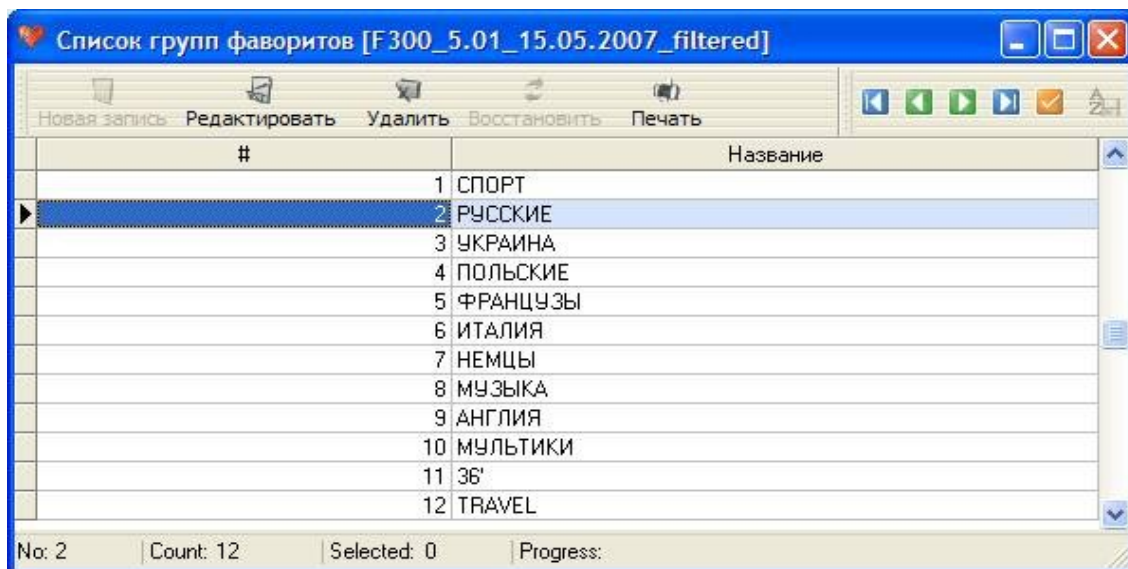 Список групп фаворитов [F300_5.01_15.05.2007_filtered]
Новая запись Редактировать Удалить Восстановить Печать
# Название
1 СПОРТ
2 РУССКИЕ
3 УКРАИНА
4 ПОЛЬСКИЕ
5 ФРАНЦУЗЫ
6 ИТАЛИЯ
7 НЕМЦЫ
8 МУЗЫКА
9 АНГЛИЯ
10 МУЛЬТИКИ
11 36'
12 TRAVEL
No: 2 Count: 12 Selected: 0 Progress: